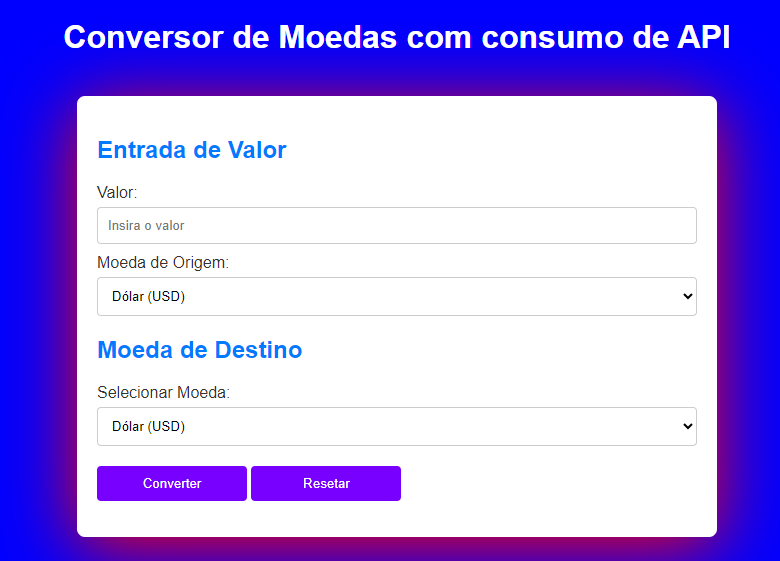 Conversor de Moedas com consumo de API
Entrada de Valor
Valor:
Insira o valor
Moeda de Origem:
Dólar (USD)
Moeda de Destino
Selecionar Moeda:
Dólar (USD)
Converter Resetar